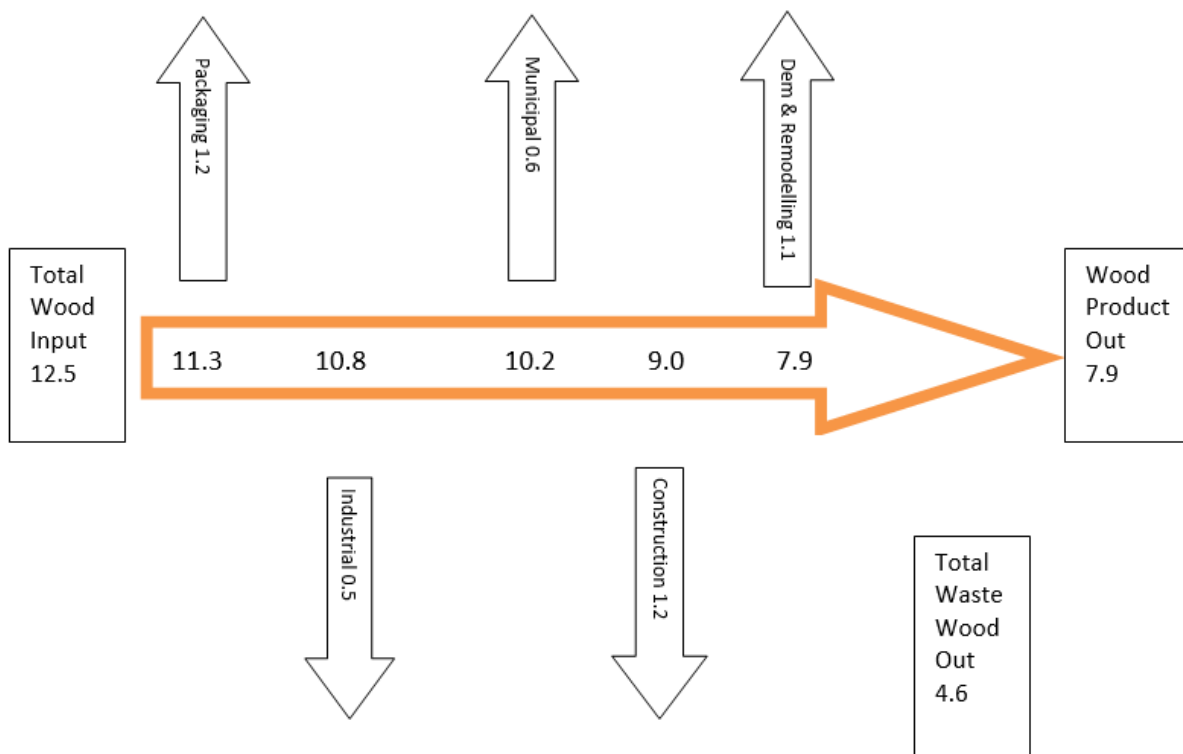 Packaging 1.2
Municipal 0.6
Dem & Remodelling 1.1
Total
Wood
Input
12.5
11.3
10.8
10.2
9.0
7.9
Wood
Product
Out
7.9
Industrial 0.5
Construction 1.2
Total
Waste
Wood
Out
4.6